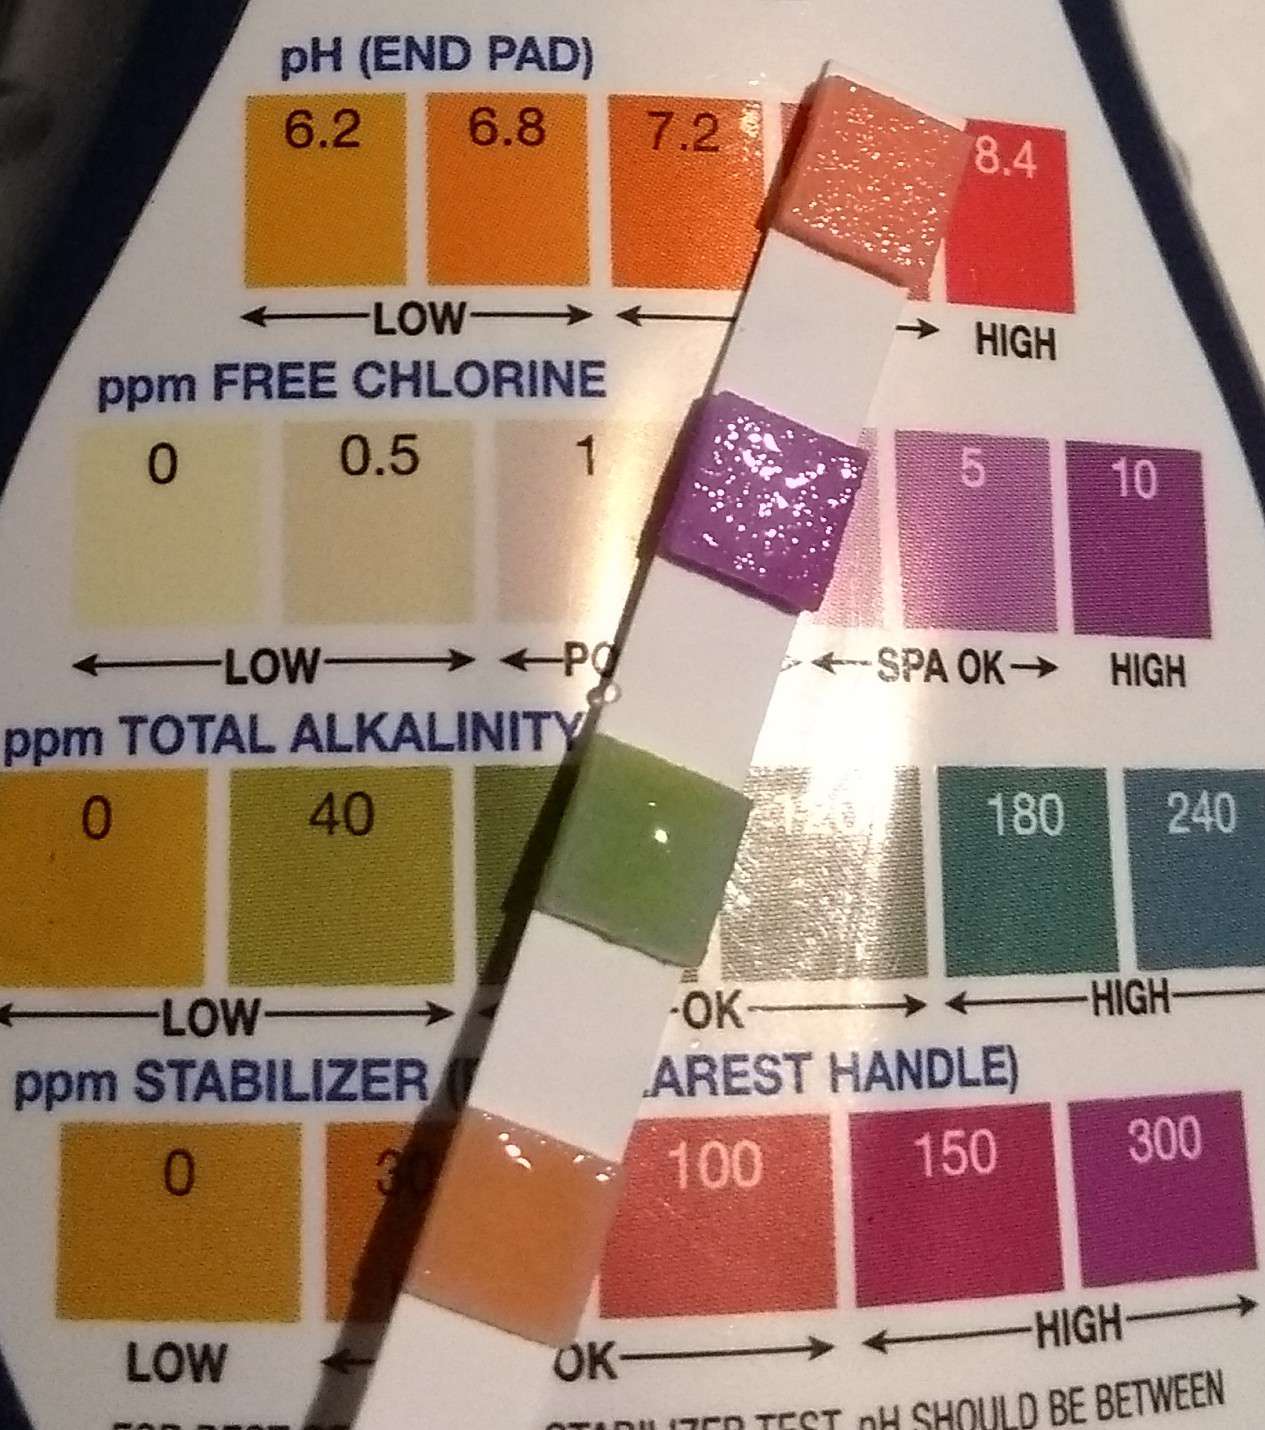 pH (END PAD)
6.2 6.8 7.2 8.4
LOW HIGH
ppm FREE CHLORINE
0 0.5 1 5 10
LOW SPA OK HIGH
ppm TOTAL ALKALINITY
0 40 180 240
LOW OK HIGH
ppm STABILIZER HANDLE)
0 30 100 150 300
LOW OK HIGH
TEST, pH SHOULD BE BETWEEN